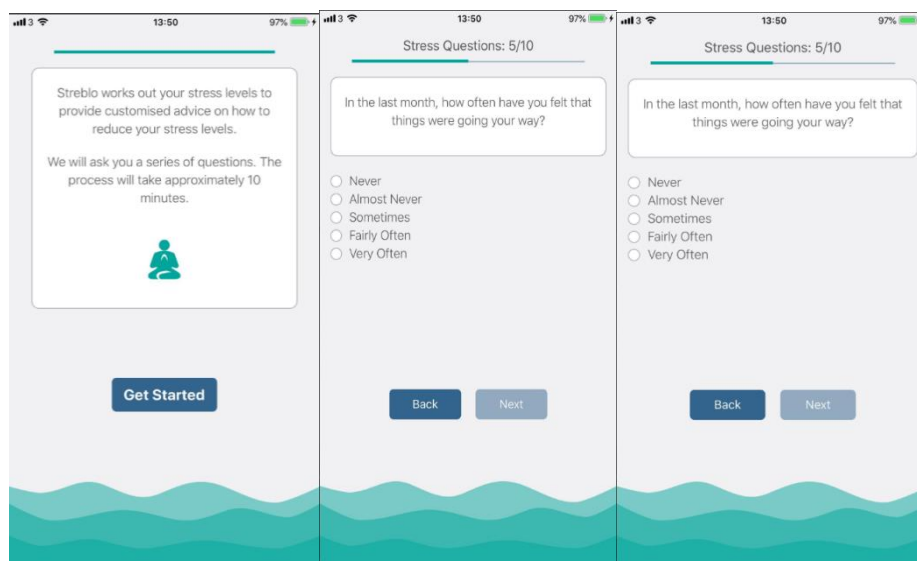 3 13:50 97%
Streblo works out your stress levels to
provide customised advice on how to
reduce your stress levels.
We will ask you a series of questions. The
process will take approximately 10
minutes.
Get Started
3 13:50 97%
Stress Questions: 5/10
In the last month, how often have you felt that
things were going your way?
Never
Almost Never
Sometimes
Fairly Often
Very Often
Back Next
3 13:50 97%
Stress Questions: 5/10
In the last month, how often have you felt that
things were going your way?
Never
Almost Never
Sometimes
Fairly Often
Very Often
Back Next